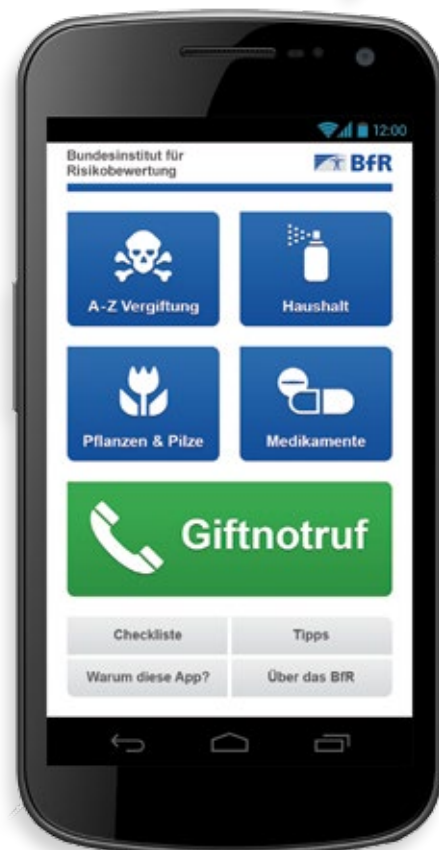 12:00
Bundesinstitut für
Risikobewertung
BfR
A-Z Vergiftung
Haushalt
Pflanzen & Pilze
Medikamente
Giftnotruf
Checkliste
Tipps
Warum diese App?
Über das BfR